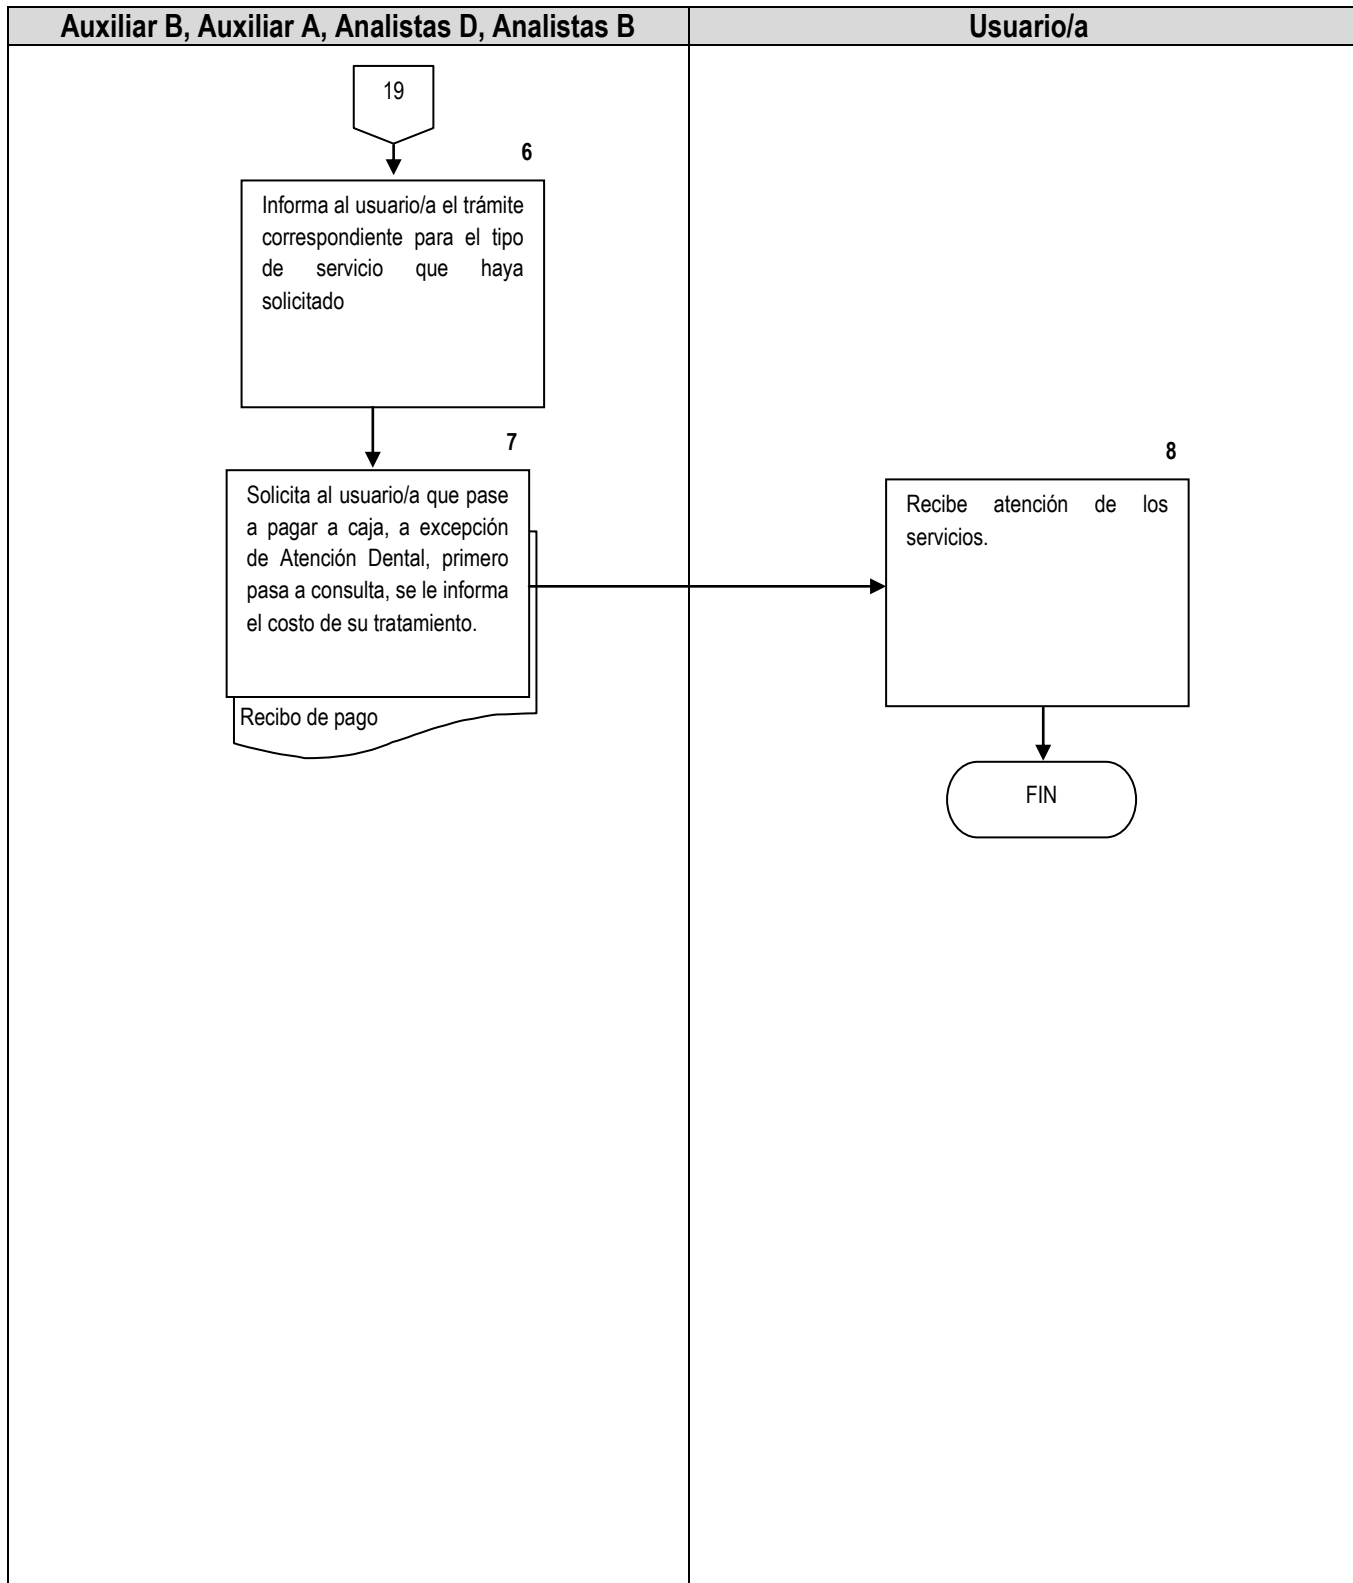 Auxiliar B, Auxiliar A, Analistas D, Analistas B
Usuario/a
19
6
Informa al usuario/a el trámite
correspondiente para el tipo
de servicio que haya
solicitado
7
Solicita al usuario/a que pase
a pagar a caja, a excepción
de Atención Dental, primero
pasa a consulta, se le informa
el costo de su tratamiento.
Recibo de pago
8
Recibe atención de los
servicios.
FIN